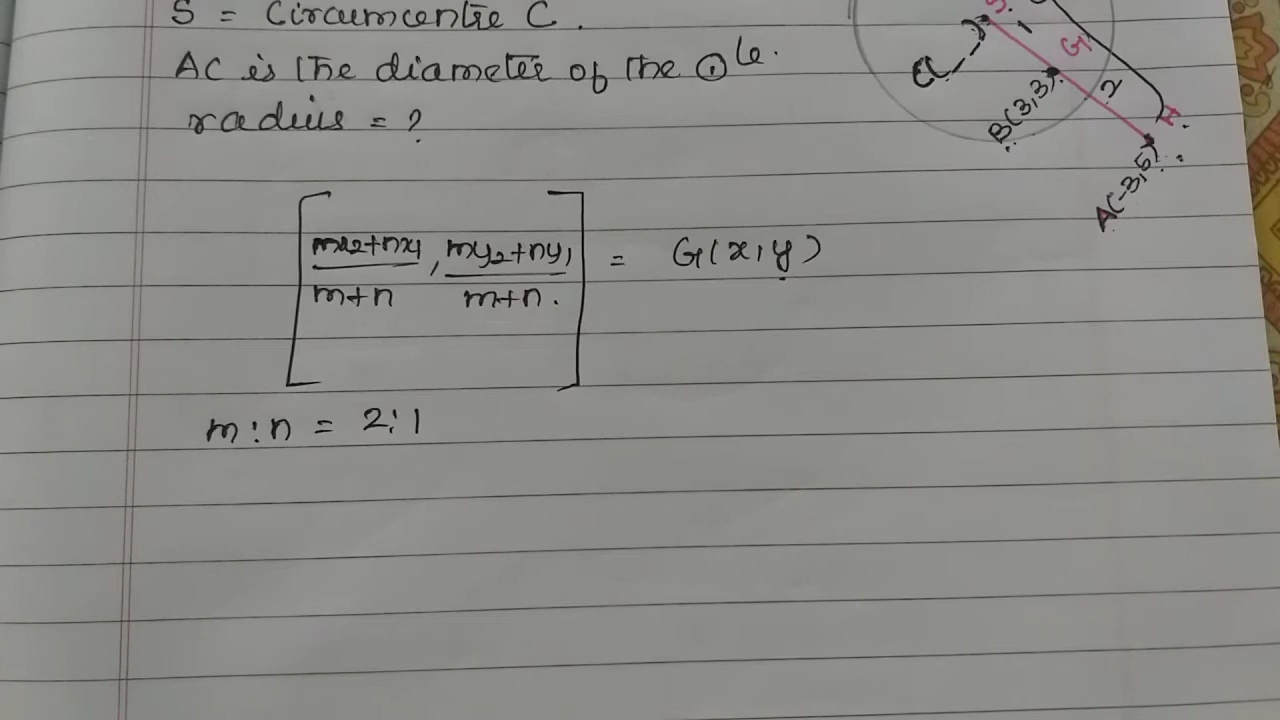 S = Circumcentre C.
AC is the diameter of the ⊙le.
radius = ?
S.
1
G
C(-,-)
B(3,3)
2
H
A(-3,5)
[mx2+nx1/m+n, my2+ny1/m+n.] = G(x,y)
m:n = 2:1